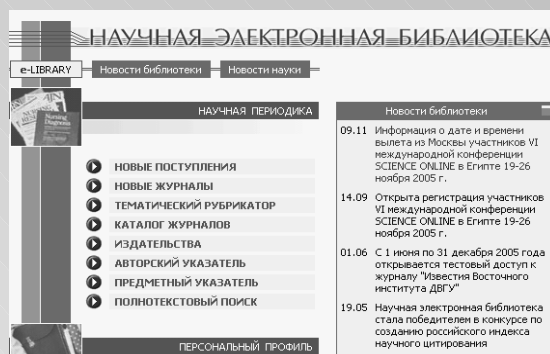 НАУЧНАЯ ЭЛЕКТРОННАЯ БИБЛИОТЕКА
e-LIBRARY Новости библиотеки Новости науки
НАУЧНАЯ ПЕРИОДИКА
Nursing
Diagnosis
НОВЫЕ ПОСТУПЛЕНИЯ
НОВЫЕ ЖУРНАЛЫ
ТЕМАТИЧЕСКИЙ РУБРИКАТОР
КАТАЛОГ ЖУРНАЛОВ
ИЗДАТЕЛЬСТВА
АВТОРСКИЙ УКАЗАТЕЛЬ
ПРЕДМЕТНЫЙ УКАЗАТЕЛЬ
ПОЛНОТЕКСТОВЫЙ ПОИСК
ПЕРСОНАЛЬНЫЙ ПРОФИЛЬ
Новости библиотеки
09.11 Информация о дате и времени
вылета из Москвы участников VI
международной конференции
SCIENCE ONLINE в Египте 19-26
ноября 2005 г.
14.09 Открыта регистрация участников
VI международной конференции
SCIENCE ONLINE в Египте 19-26
ноября 2005 г.
01.06 С 1 июня по 31 декабря 2005 года
открывается тестовый доступ к
журналу "Известия Восточного
института ДВГУ"
19.05 Научная электронная библиотека
стала победителем в конкурсе по
созданию российского индекса
научного цитирования